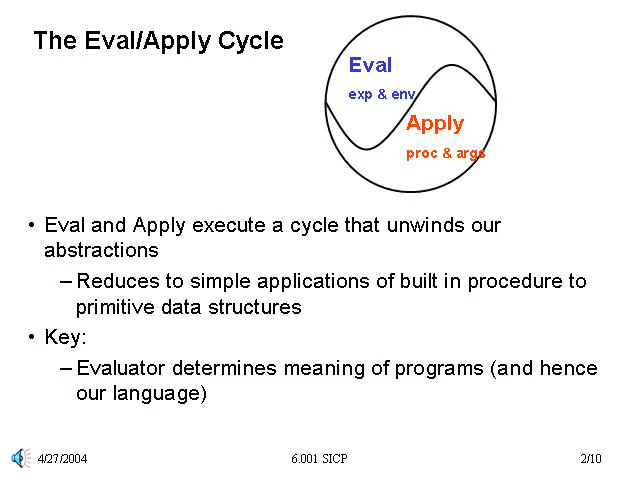 The Eval/Apply Cycle
Eval
exp & env
Apply
proc & args
• Eval and Apply execute a cycle that unwinds our
abstractions
– Reduces to simple applications of built in procedure to
primitive data structures
• Key:
– Evaluator determines meaning of programs (and hence
our language)
4/27/2004 6.001 SICP 2/10